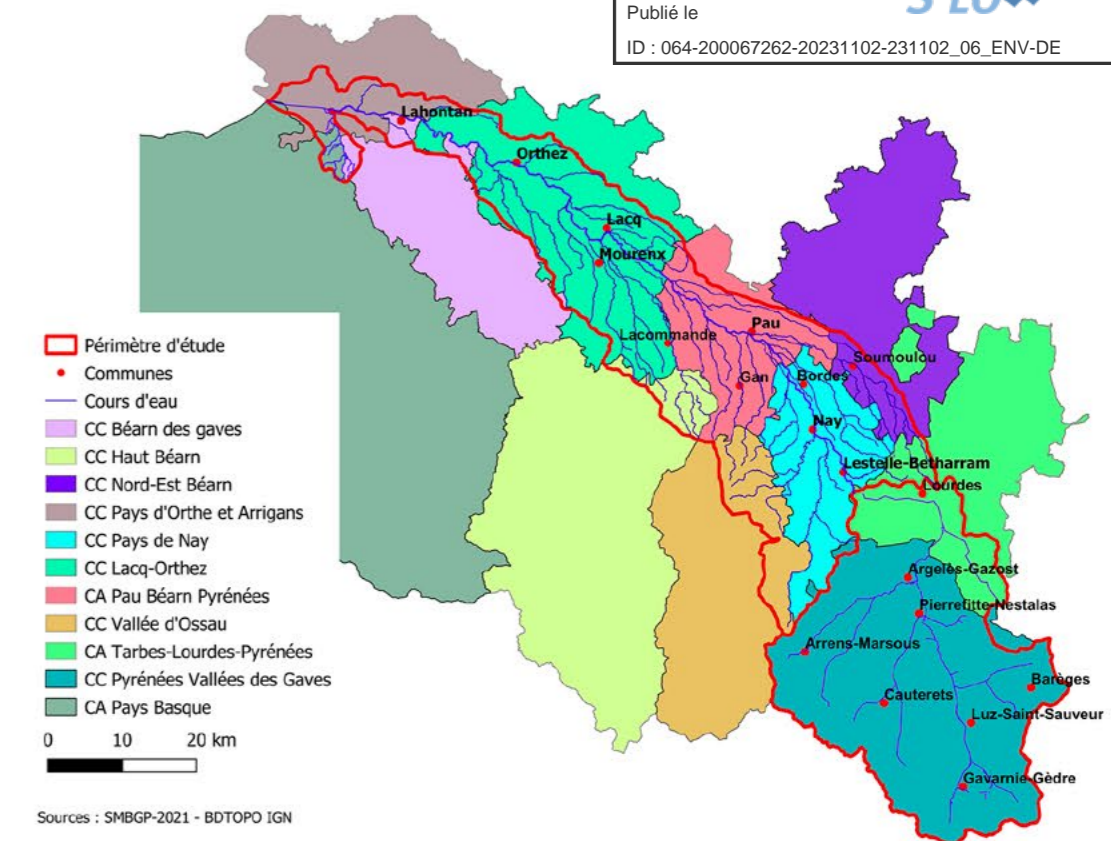 Publié le
S²LO
ID : 064-200067262-20231102-231102_06_ENV-DE
Lahontan
Orthez
Lacq
Mourenx
Pau
Lacommande
Soumoulou
Gan
Bordes
Nay
Lestelle-Betharram
Lourdes
Argelès-Gazost
Pierrefitte-Nestalas
Arrens-Marsous
Barèges
Cauterets
Luz-Saint-Sauveur
Gavarnie-Gèdre
Périmètre d'étude
Communes
Cours d'eau
CC Béarn des gaves
CC Haut Béarn
CC Nord-Est Béarn
CC Pays d'Orthe et Arrigans
CC Pays de Nay
CC Lacq-Orthez
CA Pau Béarn Pyrénées
CC Vallée d'Ossau
CA Tarbes-Lourdes-Pyrénées
CC Pyrénées Vallées des Gaves
CA Pays Basque
0 10 20 km
Sources : SMBGP-2021 - BDTOPO IGN